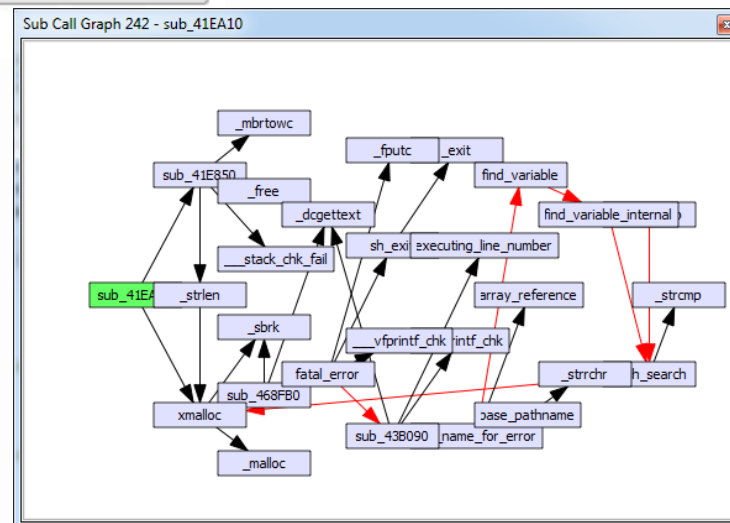 Sub Call Graph 242 - sub_41EA10
_mbrtowc
_fputc
_exit
sub_41E850
find_variable
_free
_dcgettext
find_variable_internal
sh_exi
executing_line_number
___stack_chk_fail
sub_41EA
_strlen
array_reference
_strcmp
_sbrk
___vfprintf_chk
rintf_chk
fatal_error
_strrchr
h_search
sub_468FB0
xmalloc
base_pathname
sub_43B090
_name_for_error
_malloc